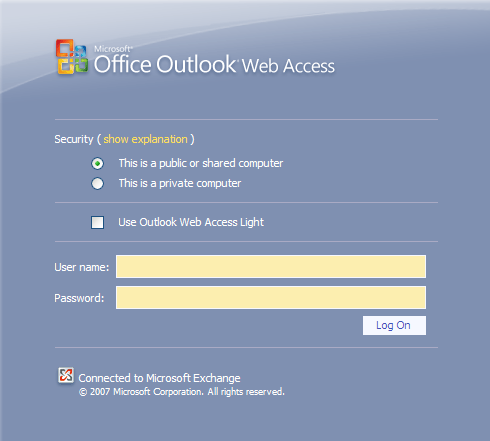 Microsoft®
Office Outlook® Web Access
Security ( show explanation )
This is a public or shared computer
This is a private computer
Use Outlook Web Access Light
User name:
Password:
Log On
Connected to Microsoft Exchange
© 2007 Microsoft Corporation. All rights reserved.